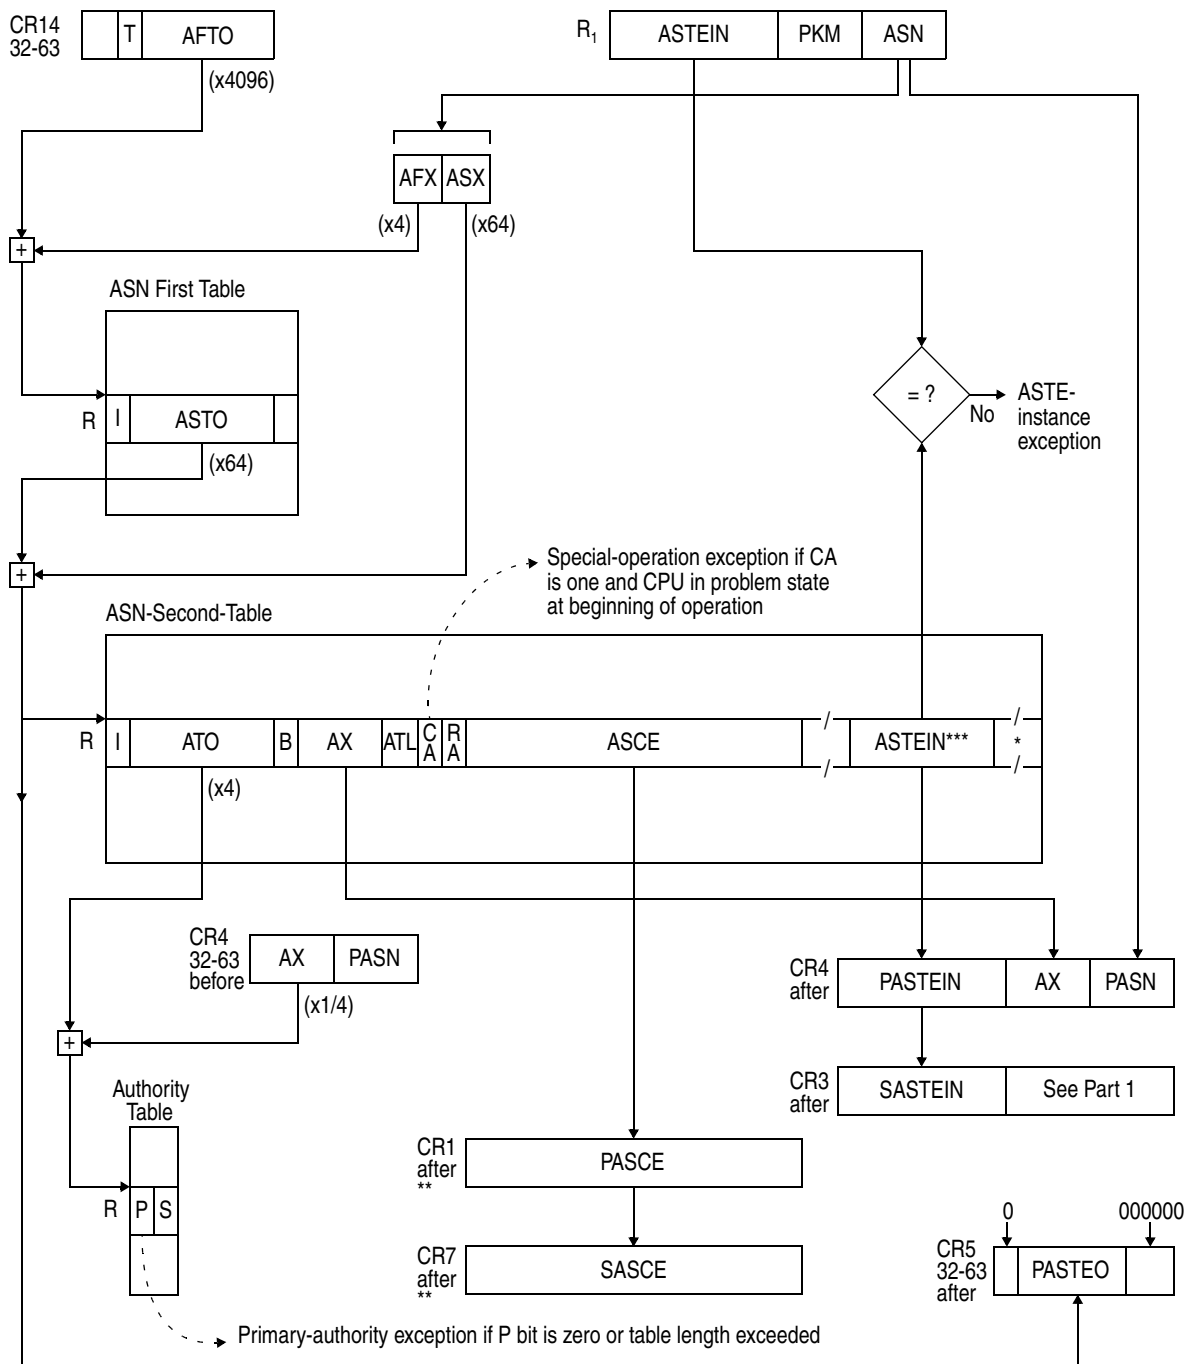 CR14
32-63
T
AFTO
(x4096)
R1
ASTEIN
PKM
ASN
AFX
ASX
(x4)
(x64)
+
ASN First Table
R
I
ASTO
(x64)
= ?
No
ASTE-
instance
exception
+
Special-operation exception if CA
is one and CPU in problem state
at beginning of operation
ASN-Second-Table
R
I
ATO
B
AX
ATL
C
A
R
A
ASCE
/
/
ASTEIN***
/
*
/
(x4)
CR4
32-63
before
AX
PASN
(x1/4)
+
CR4
after
PASTEIN
AX
PASN
CR3
after
SASTEIN
See Part 1
Authority
Table
R
P
S
CR1
after
**
PASCE
CR7
after
**
SASCE
0
000000
CR5
32-63
after
PASTEO
Primary-authority exception if P bit is zero or table length exceeded